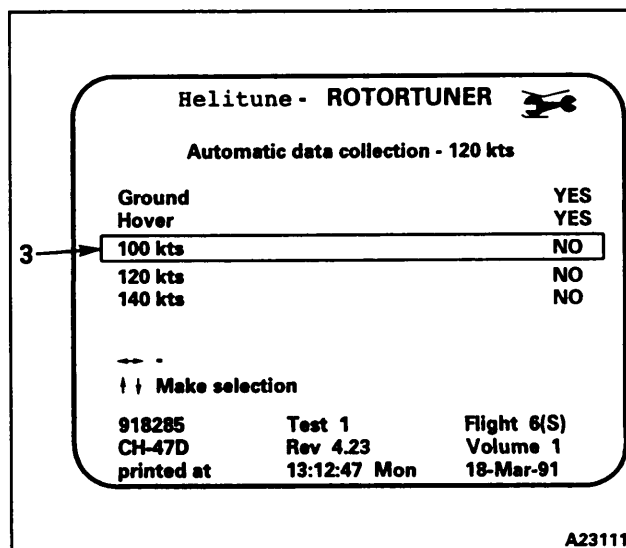 Helitune - ROTORTUNER
Automatic data collection - 120 kts
Ground YES
Hover YES
3 100 kts NO
120 kts NO
140 kts NO
↔ -
↑ ↓ Make selection
918285 Test 1 Flight 6(S)
CH-47D Rev 4.23 Volume 1
printed at 13:12:47 Mon 18-Mar-91
A23111